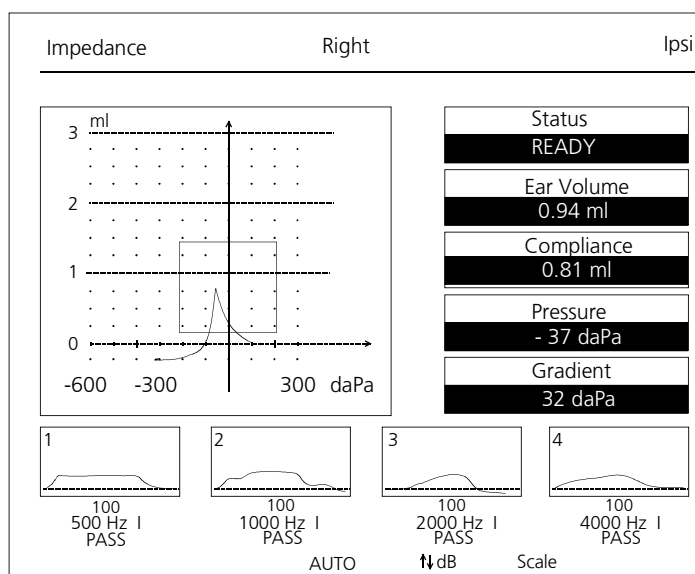 Impedance Right Ipsi
ml
3
2
1
0
-600 -300 300 daPa
Status
READY
Ear Volume
0.94 ml
Compliance
0.81 ml
Pressure
- 37 daPa
Gradient
32 daPa
1 2 3 4
100 100 100 100
500 Hz I 1000 Hz I 2000 Hz I 4000 Hz I
PASS PASS PASS PASS
AUTO ↑↓ dB Scale